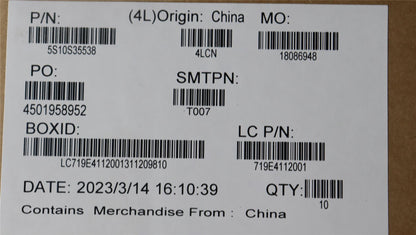 P/N: (4L)Origin: China MO:
5S10S35538 4LCN 18086948
PO: SMTPN:
4501958952 T007
BOXID: LC P/N:
LC719E4112001311209810 719E4112001
DATE: 2023/3/14 16:10:39 QTY:
10
Contains Merchandise From : China